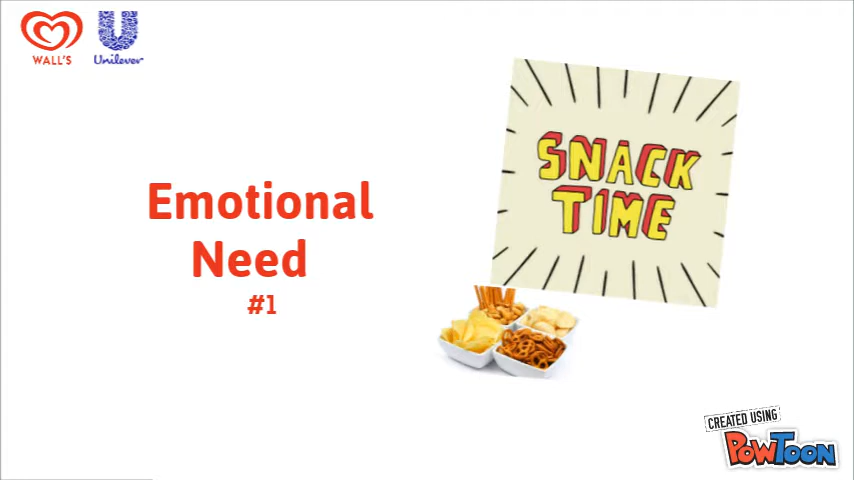 WALL'S
Unilever
Emotional
Need
#1
SNACK
TIME
CREATED USING
POWTOON